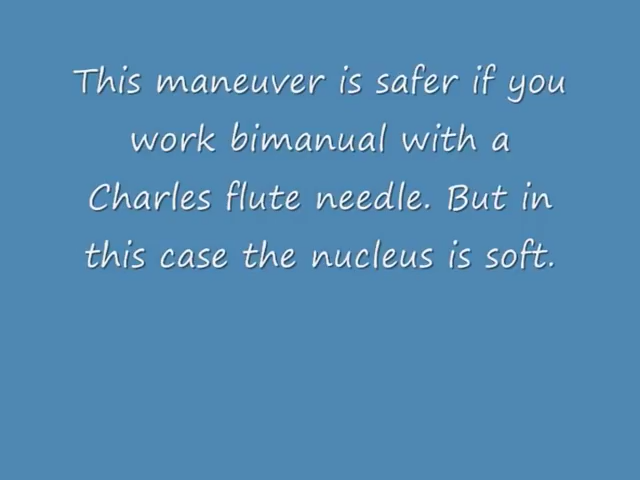 This maneuver is safer if you
work bimanual with a
Charles flute needle. But in
this case the nucleus is soft.